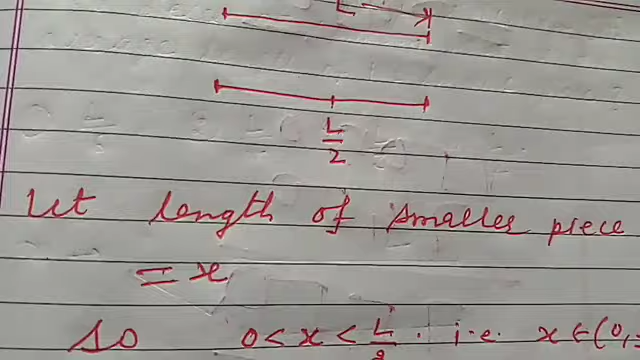 L
L/2
Let length of smaller piece
= x
So 0 < x < L/2 . i.e. x ∈ (0,